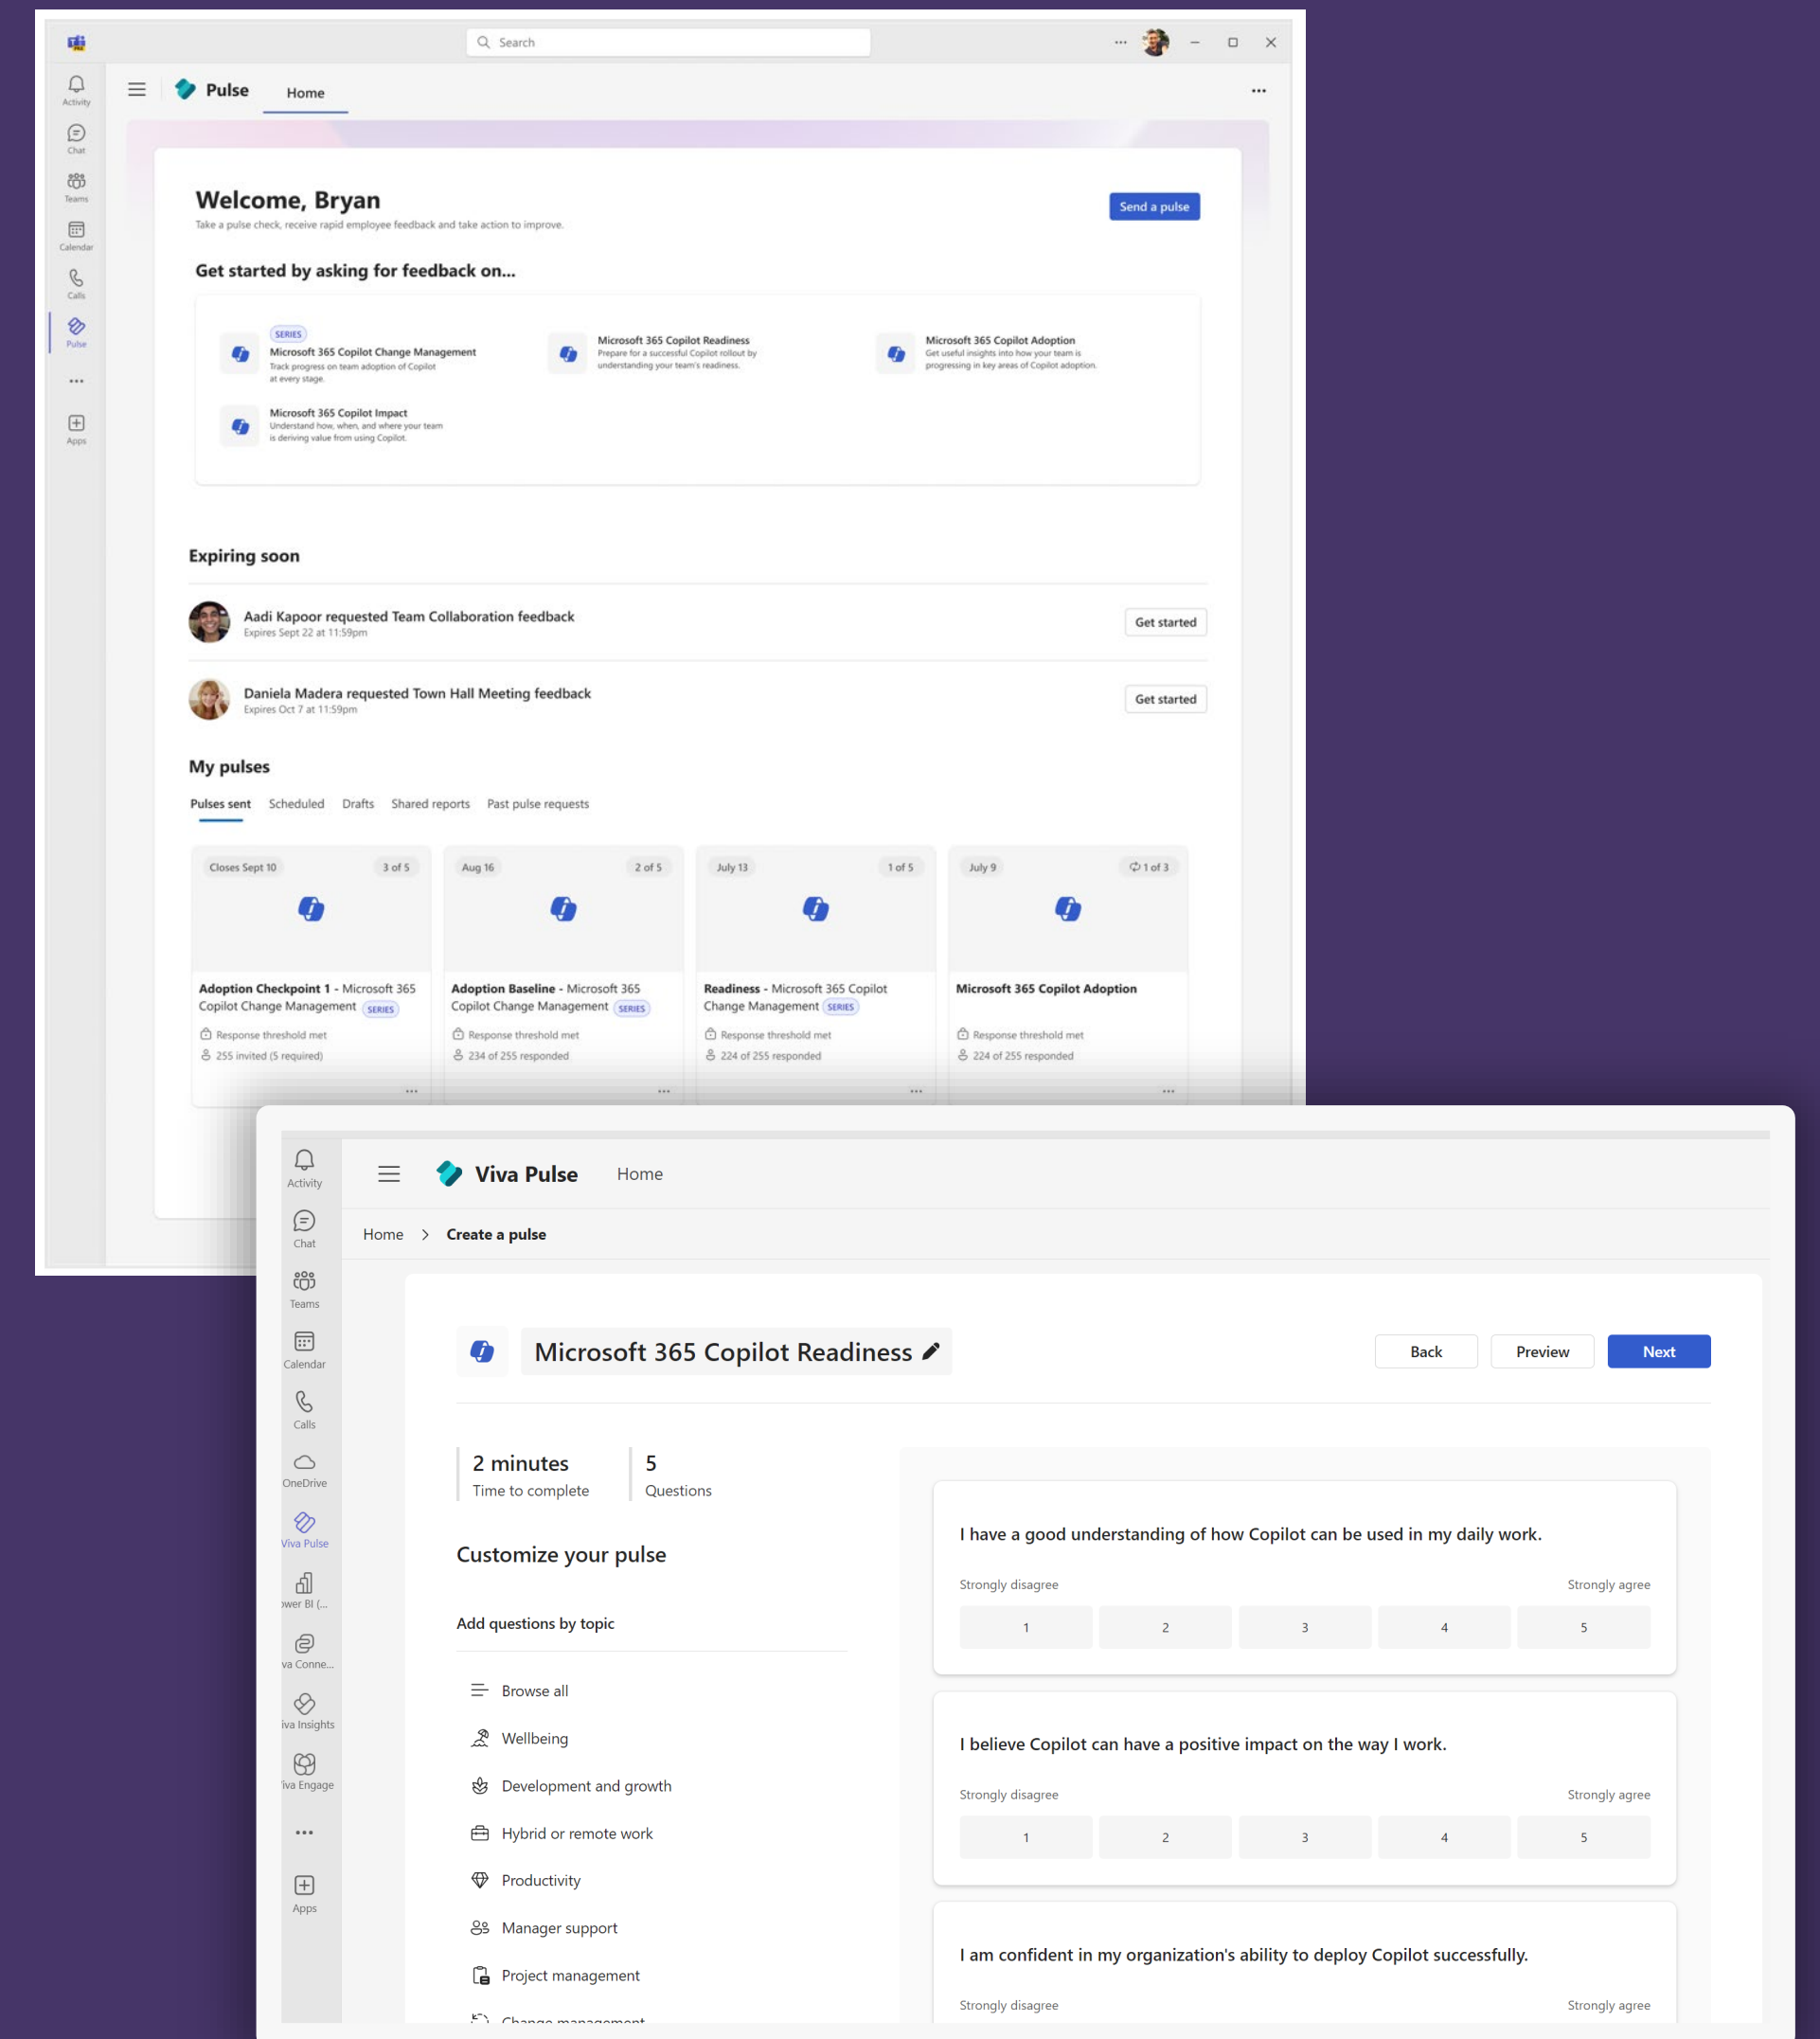 Search
Activity
Chat
Teams
Calendar
Calls
Pulse
Apps
Pulse
Home
Welcome, Bryan
Take a pulse check, receive rapid employee feedback and take action to improve.
Send a pulse
Get started by asking for feedback on...
SERIES
Microsoft 365 Copilot Change Management
Track progress on team adoption of Copilot
at every stage.
Microsoft 365 Copilot Readiness
Prepare for a successful Copilot rollout by
understanding your team's readiness.
Microsoft 365 Copilot Adoption
Get useful insights into how your team is
progressing in key areas of Copilot adoption.
Microsoft 365 Copilot Impact
Understand how, when, and where your team
is deriving value from using Copilot.
Expiring soon
Aadi Kapoor requested Team Collaboration feedback
Expires Sept 22 at 11:59pm
Get started
Daniela Madera requested Town Hall Meeting feedback
Expires Oct 7 at 11:59pm
Get started
My pulses
Pulses sent Scheduled Drafts Shared reports Past pulse requests
Closes Sept 10 3 of 5
Adoption Checkpoint 1 - Microsoft 365
Copilot Change Management SERIES
Response threshold met
255 invited (5 required)
Aug 16 2 of 5
Adoption Baseline - Microsoft 365
Copilot Change Management SERIES
Response threshold met
234 of 255 responded
July 13 1 of 5
Readiness - Microsoft 365 Copilot
Change Management SERIES
Response threshold met
224 of 255 responded
July 9 1 of 3
Microsoft 365 Copilot Adoption
Response threshold met
224 of 255 responded
Activity
Chat
Teams
Calendar
Calls
OneDrive
Viva Pulse
ower BI (...
va Conne...
iva Insights
iva Engage
Apps
Viva Pulse Home
Home > Create a pulse
Microsoft 365 Copilot Readiness
Back
Preview
Next
2 minutes
Time to complete
5
Questions
Customize your pulse
Add questions by topic
Browse all
Wellbeing
Development and growth
Hybrid or remote work
Productivity
Manager support
Project management
Change management
I have a good understanding of how Copilot can be used in my daily work.
Strongly disagree Strongly agree
1 2 3 4 5
I believe Copilot can have a positive impact on the way I work.
Strongly disagree Strongly agree
1 2 3 4 5
I am confident in my organization's ability to deploy Copilot successfully.
Strongly disagree Strongly agree